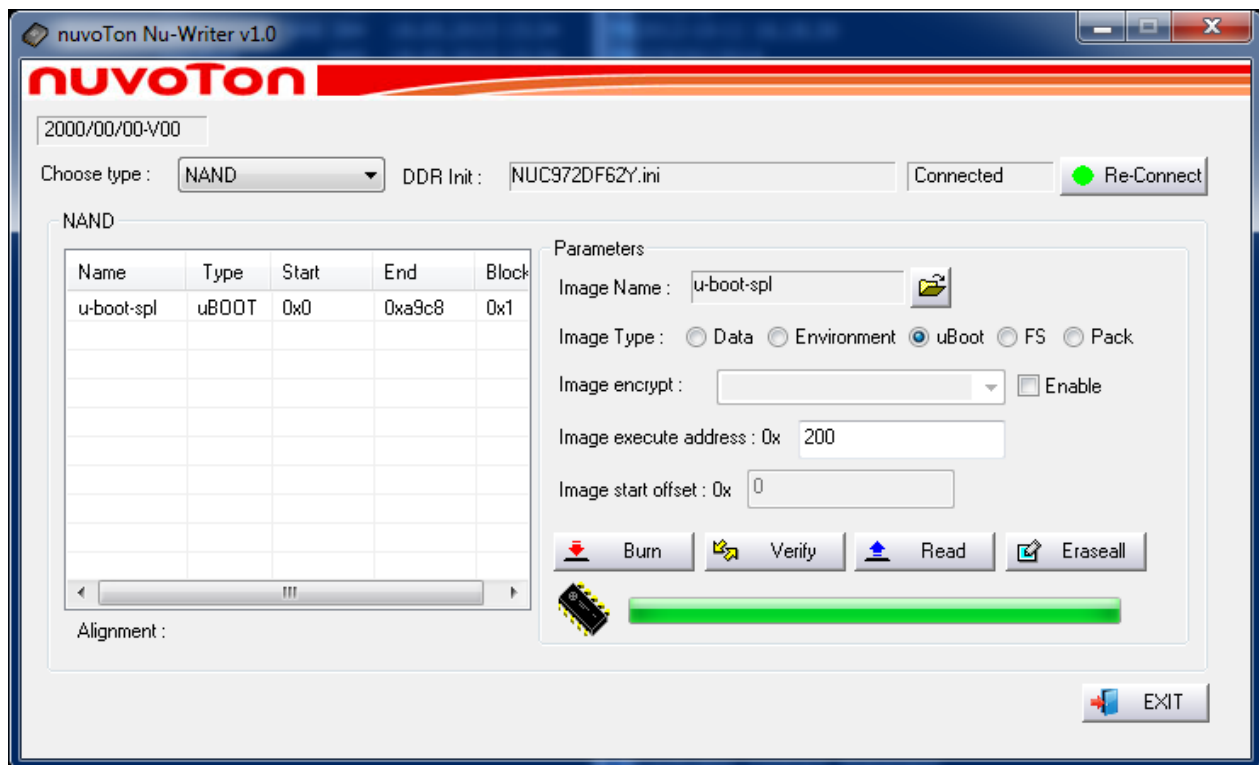 nuvoTon Nu-Writer v1.0
nuvoTon
2000/00/00-V00
Choose type : NAND DDR Init : NUC972DF62Y.ini Connected Re-Connect
NAND
Name Type Start End Block
u-boot-spl uBOOT 0x0 0xa9c8 0x1
Alignment :
Parameters
Image Name : u-boot-spl
Image Type : Data Environment uBoot FS Pack
Image encrypt : Enable
Image execute address : 0x 200
Image start offset : 0x 0
Burn Verify Read Eraseall
EXIT